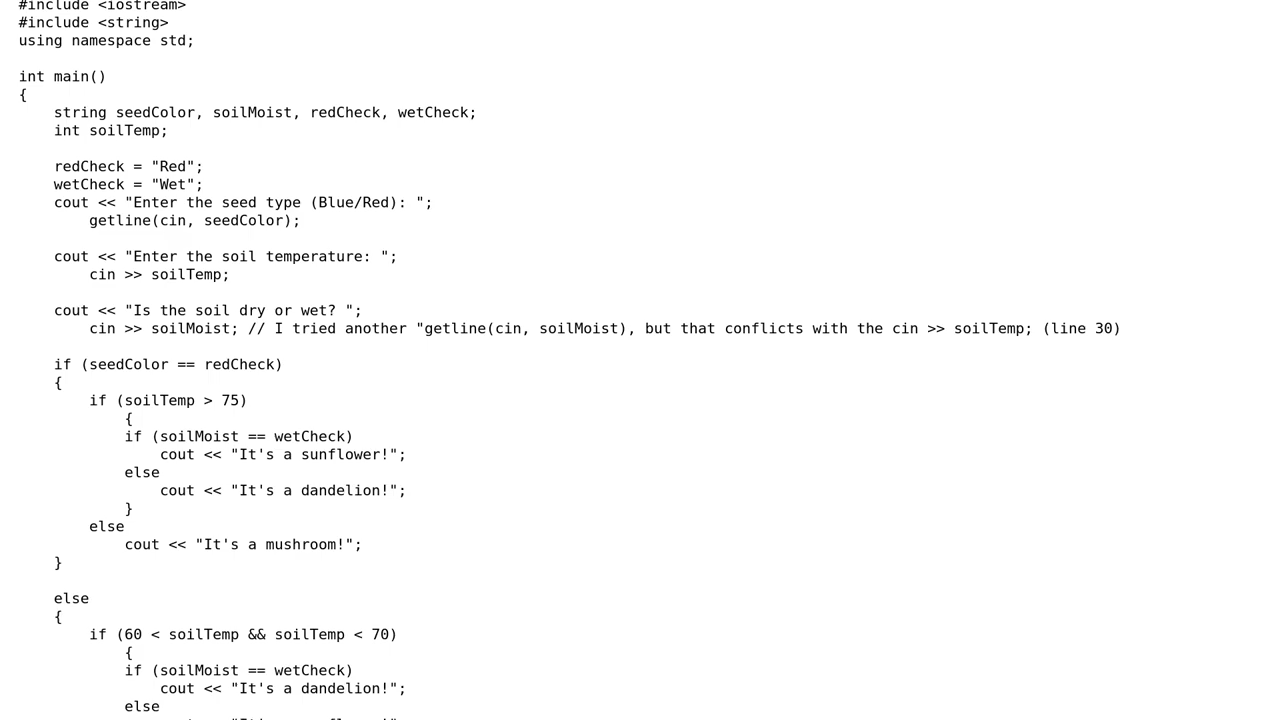 #include <iostream>
#include <string>
using namespace std;

int main()
{
    string seedColor, soilMoist, redCheck, wetCheck;
    int soilTemp;

    redCheck = "Red";
    wetCheck = "Wet";
    cout << "Enter the seed type (Blue/Red): ";
        getline(cin, seedColor);

    cout << "Enter the soil temperature: ";
        cin >> soilTemp;

    cout << "Is the soil dry or wet? ";
        cin >> soilMoist; // I tried another "getline(cin, soilMoist), but that conflicts with the cin >> soilTemp; (line 30)

    if (seedColor == redCheck)
    {
        if (soilTemp > 75)
            {
            if (soilMoist == wetCheck)
                cout << "It's a sunflower!";
            else
                cout << "It's a dandelion!";
            }
        else
            cout << "It's a mushroom!";
    }

    else
    {
        if (60 < soilTemp && soilTemp < 70)
            {
            if (soilMoist == wetCheck)
                cout << "It's a dandelion!";
            else